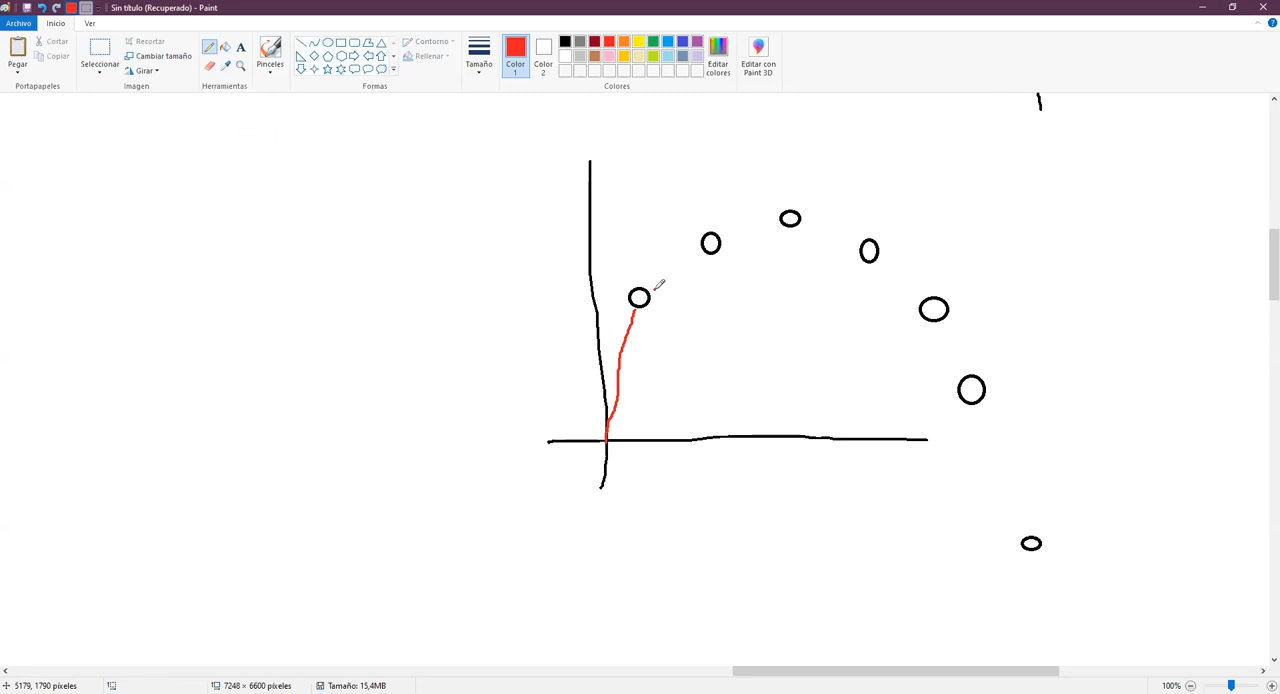 Sin título (Recuperado) - Paint
Archivo Inicio Ver
Pegar
Cortar
Copiar
Portapapeles
Seleccionar
Recortar
Cambiar tamaño
Girar
Imagen
A
Herramientas
Pinceles
Contorno
Rellenar
Formas
Tamaño
Color
1
Color
2
Editar
colores
Editar con
Paint 3D
Colores
5179, 1790 píxeles
7248 × 6600 píxeles
Tamaño: 15,4MB
100%